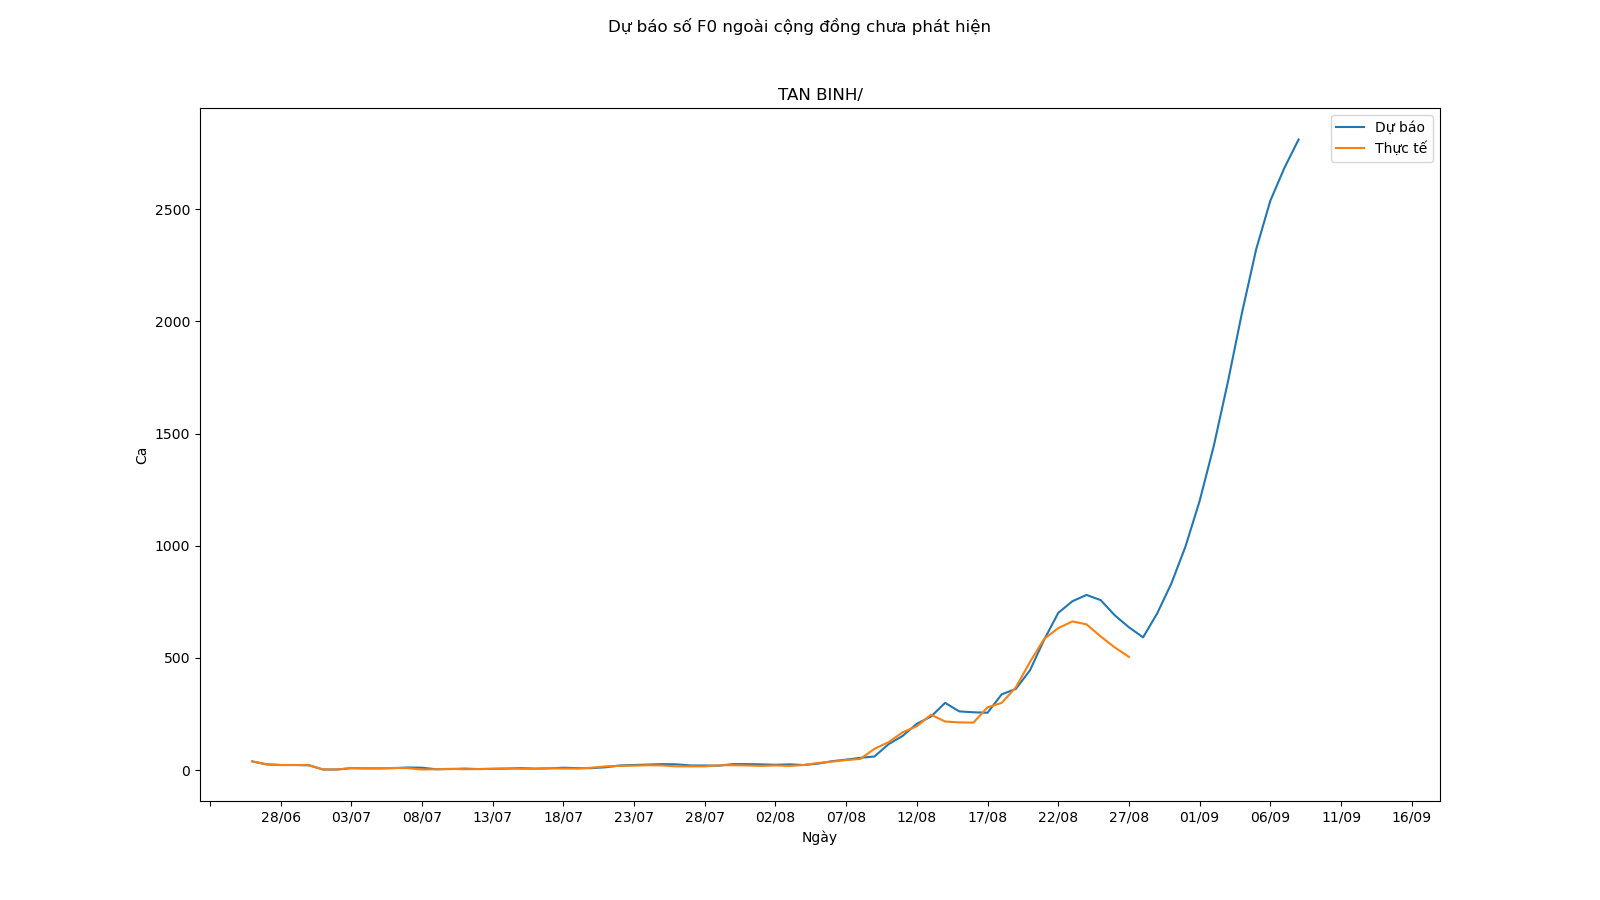 Dự báo số F0 ngoài cộng đồng chưa phát hiện
TAN BINH/
Dự báo
Thực tế
2500
2000
1500
1000
500
0
Ca
28/06 03/07 08/07 13/07 18/07 23/07 28/07 02/08 07/08 12/08 17/08 22/08 27/08 01/09 06/09 11/09 16/09
Ngày